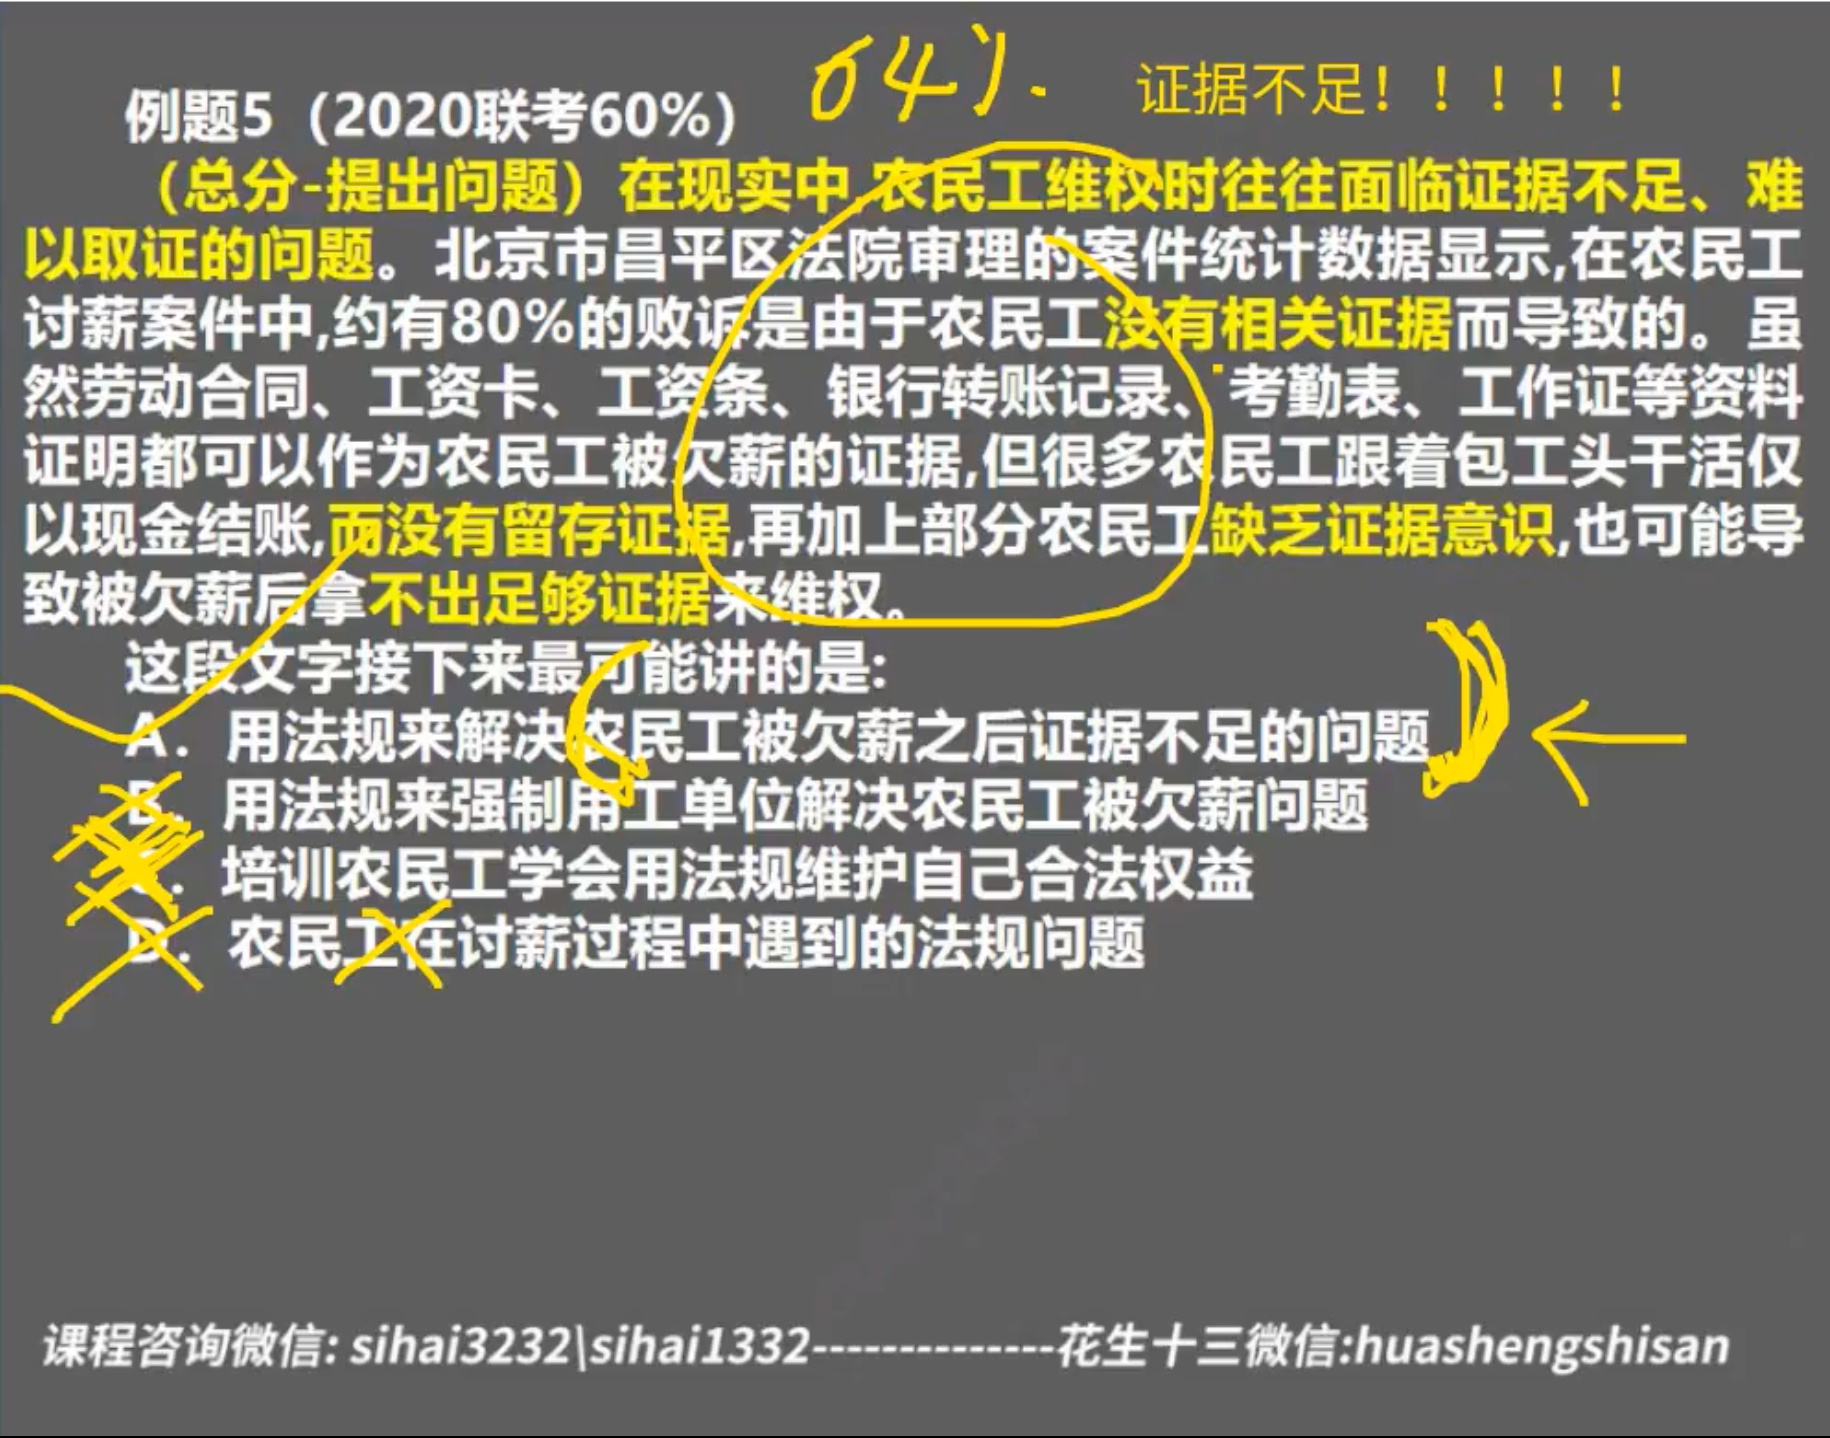 64%.
证据不足！！！！！
例题5（2020联考60%）
（总分-提出问题）在现实中,农民工维权时往往面临证据不足、难
以取证的问题。北京市昌平区法院审理的案件统计数据显示,在农民工
讨薪案件中,约有80%的败诉是由于农民工没有相关证据而导致的。虽
然劳动合同、工资卡、工资条、银行转账记录、考勤表、工作证等资料
证明都可以作为农民工被欠薪的证据,但很多农民工跟着包工头干活仅
以现金结账,而没有留存证据,再加上部分农民工缺乏证据意识,也可能导
致被欠薪后拿不出足够证据来维权。
这段文字接下来最可能讲的是:
A．用法规来解决农民工被欠薪之后证据不足的问题
B．用法规来强制用工单位解决农民工被欠薪问题
C．培训农民工学会用法规维护自己合法权益
D．农民工在讨薪过程中遇到的法规问题
课程咨询微信: sihai3232\sihai1332--------------花生十三微信:huashengshisan